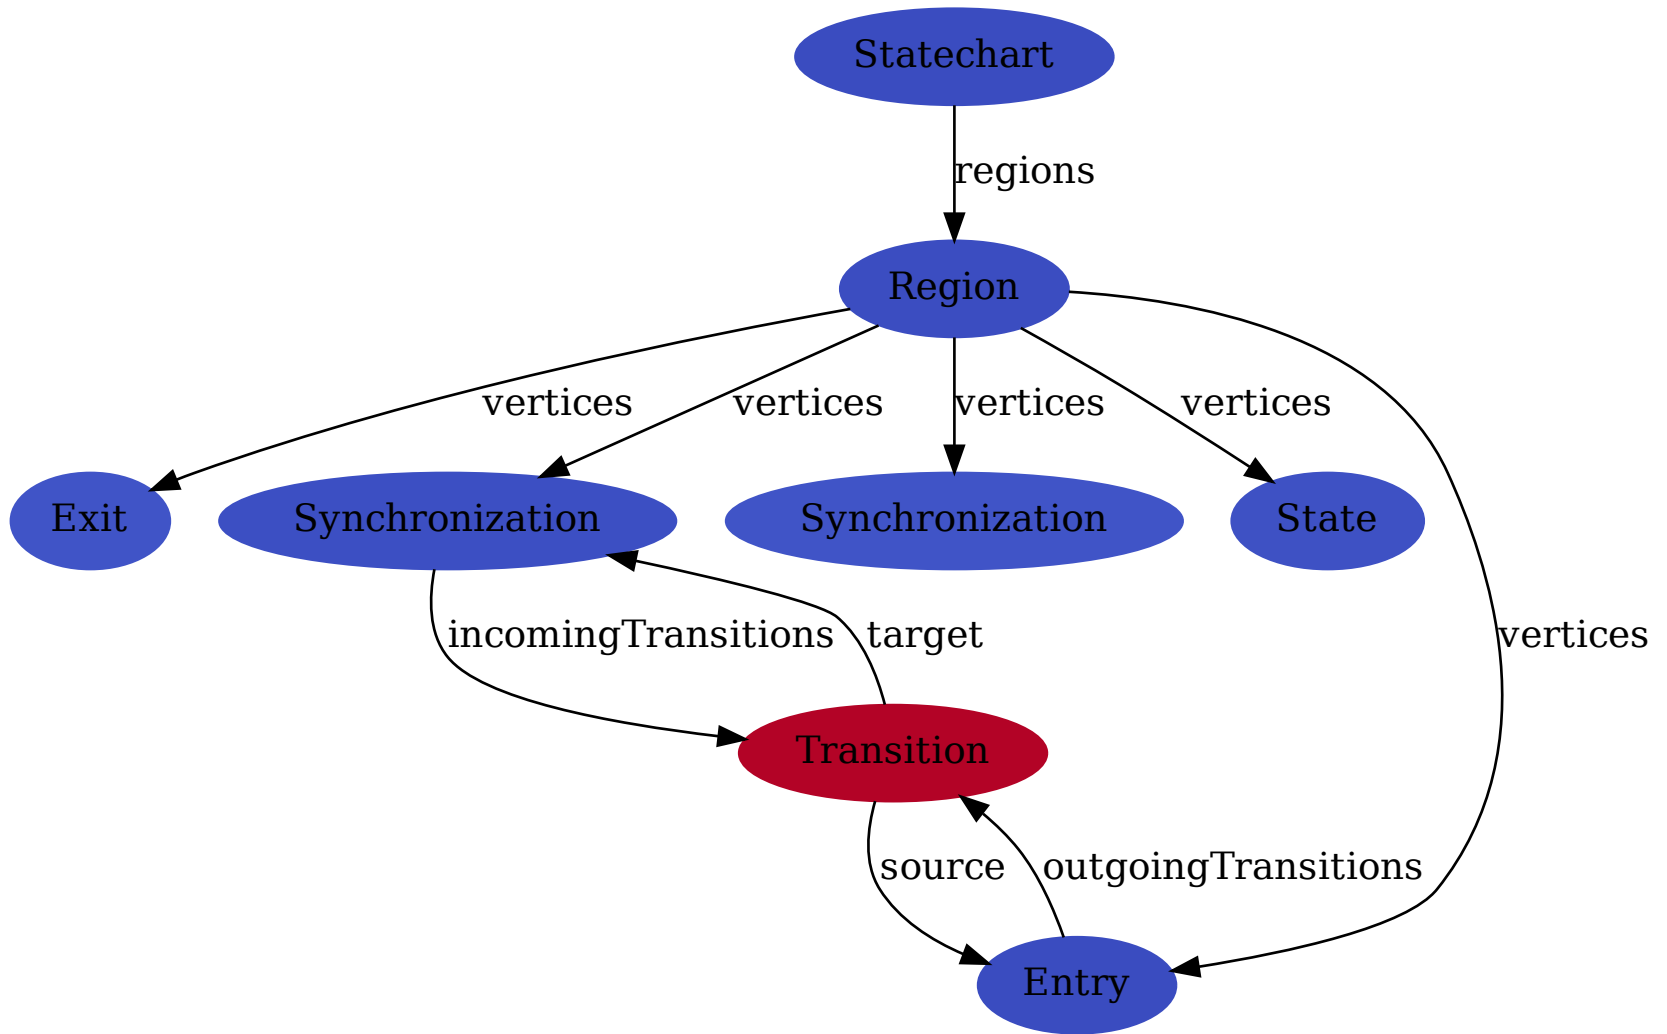 Statechart
regions
Region
vertices
vertices
vertices
vertices
Exit
Synchronization
Synchronization
State
incomingTransitions
target
vertices
Transition
source
outgoingTransitions
Entry